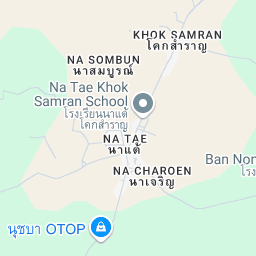 KHOK SAMRAN
โคกสำราญ
NA SOMBUN
นาสมบูรณ์
Na Tae Khok
Samran School
โรงเรียนนาแต้
โคกสำราญ
NA TAE
นาแต้
Ban Non
โรง
NA CHAROEN
นาเจริญ
นุชบา OTOP